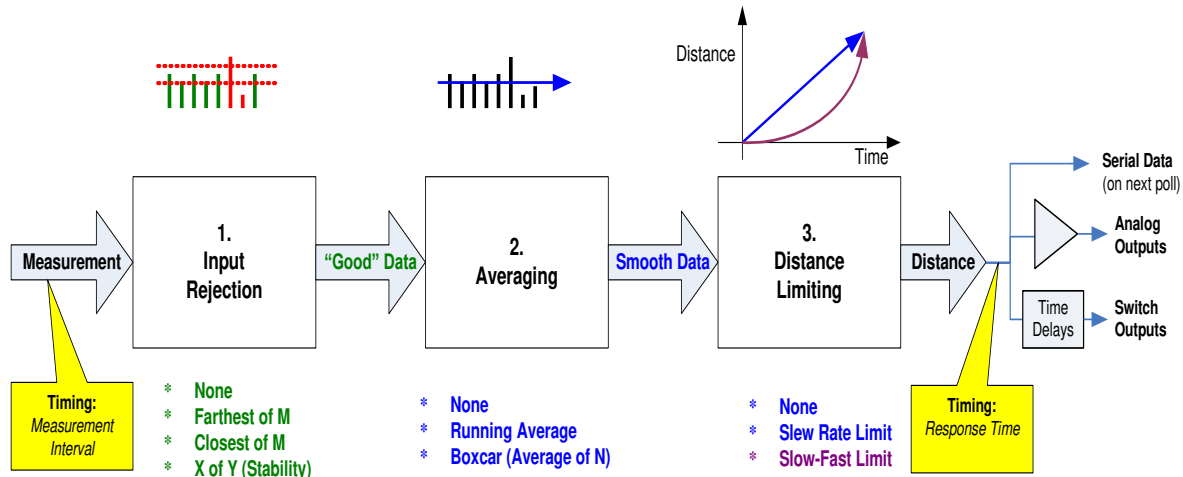 Distance
Time
Serial Data
(on next poll)
Analog
Outputs
Time
Delays
Switch
Outputs
Measurement
1.
Input
Rejection
“Good” Data
2.
Averaging
Smooth Data
3.
Distance
Limiting
Distance
Timing:
Measurement
Interval
* None
* Farthest of M
* Closest of M
* X of Y (Stability)
* None
* Running Average
* Boxcar (Average of N)
* None
* Slew Rate Limit
* Slow-Fast Limit
Timing:
Response Time